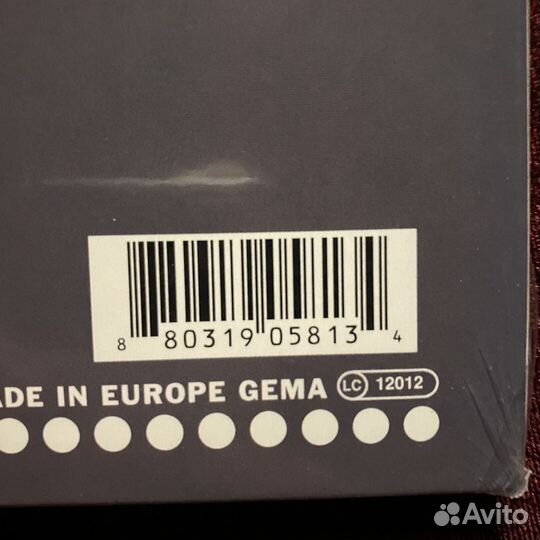 8 80319 05813 4
ADE IN EUROPE GEMA LC 12012
Avito